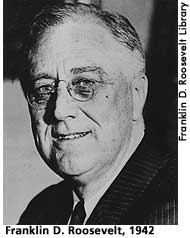 Franklin D. Roosevelt Library
Franklin D. Roosevelt, 1942